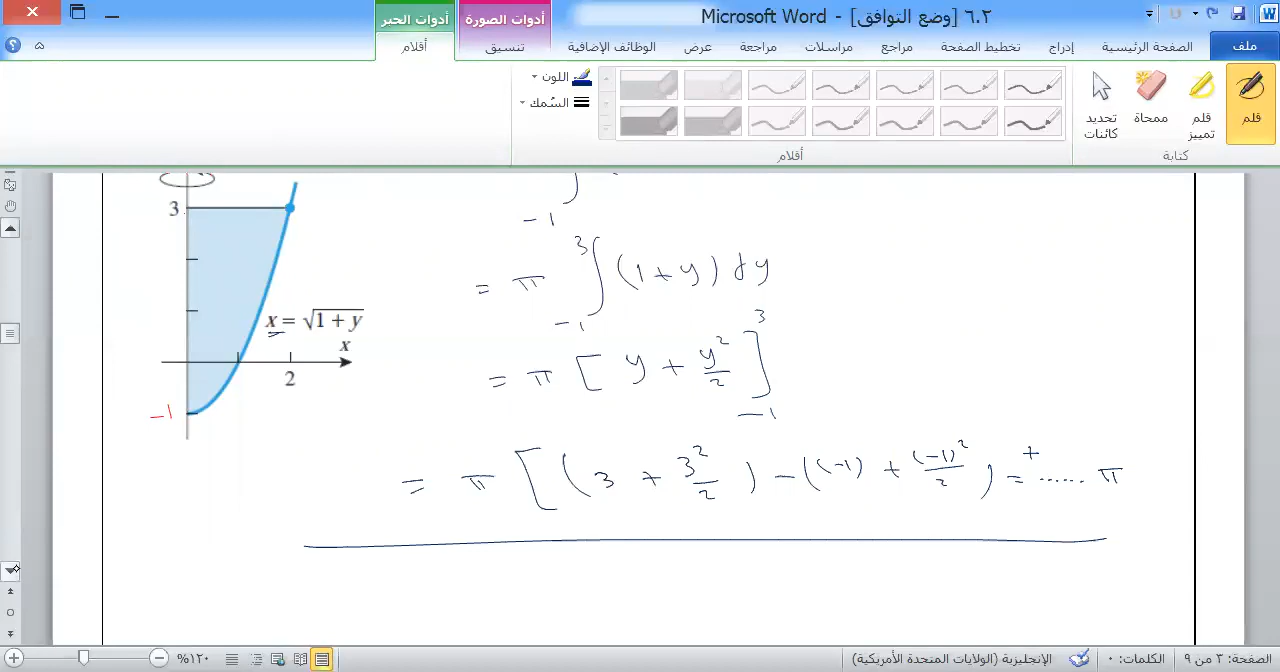 ٦.٢ [وضع التوافق] - Microsoft Word
أدوات الصورة
أدوات الحبر
ملف
الصفحة الرئيسية
إدراج
تخطيط الصفحة
مراجع
مراسلات
مراجعة
عرض
الوظائف الإضافية
تنسيق
أقلام
قلم
قلم تمييز
ممحاة
تحديد كائنات
كتابة
اللون
السُمك
أقلام
3
x = √1 + y
x
2
-1
-1
= π ∫₋₁³ (1 + y) dy
= π [ y + y²/2 ]₋₁³
= π [ (3 + 3²/2) - ((-1) + (-1)²/2) = + ...... π
الصفحة: ٣ من ٩
الكلمات: ٠
الإنجليزية (الولايات المتحدة الأمريكية)
١٢٠%